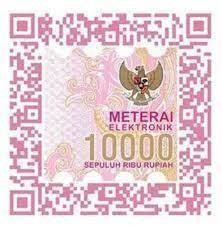 METERAI
ELEKTRONIK
10000
SEPULUH RIBU RUPIAH